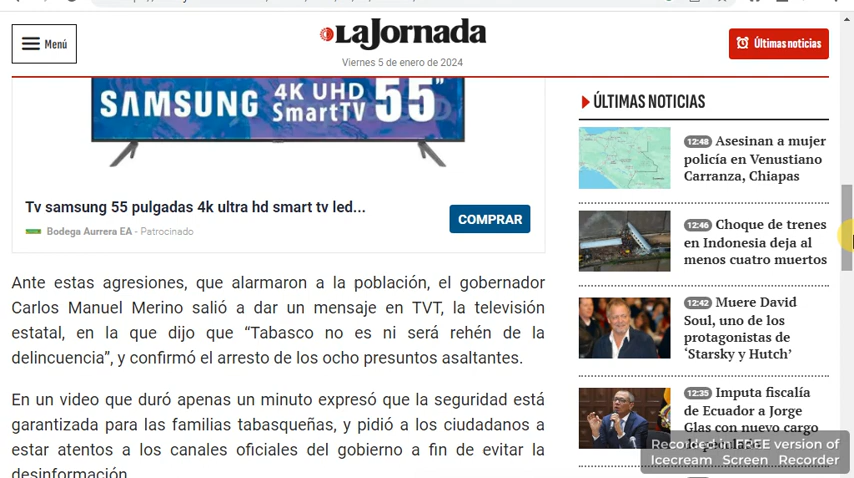 Menú
LaJornada
Viernes 5 de enero de 2024
Últimas noticias
SAMSUNG 4K UHD SmartTV 55"
Tv samsung 55 pulgadas 4k ultra hd smart tv led...
Bodega Aurrera EA - Patrocinado
COMPRAR
Ante estas agresiones, que alarmaron a la población, el gobernador
Carlos Manuel Merino salió a dar un mensaje en TVT, la televisión
estatal, en la que dijo que “Tabasco no es ni será rehén de la
delincuencia”, y confirmó el arresto de los ocho presuntos asaltantes.
En un video que duró apenas un minuto expresó que la seguridad está
garantizada para las familias tabasqueñas, y pidió a los ciudadanos a
estar atentos a los canales oficiales del gobierno a fin de evitar la
desinformación.
ÚLTIMAS NOTICIAS
12:48 Asesinan a mujer
policía en Venustiano
Carranza, Chiapas
12:46 Choque de trenes
en Indonesia deja al
menos cuatro muertos
12:42 Muere David
Soul, uno de los
protagonistas de
‘Starsky y Hutch’
12:35 Imputa fiscalía
de Ecuador a Jorge
Glas con nuevo cargo
Recorded in FREE version of
Icecream Screen Recorder